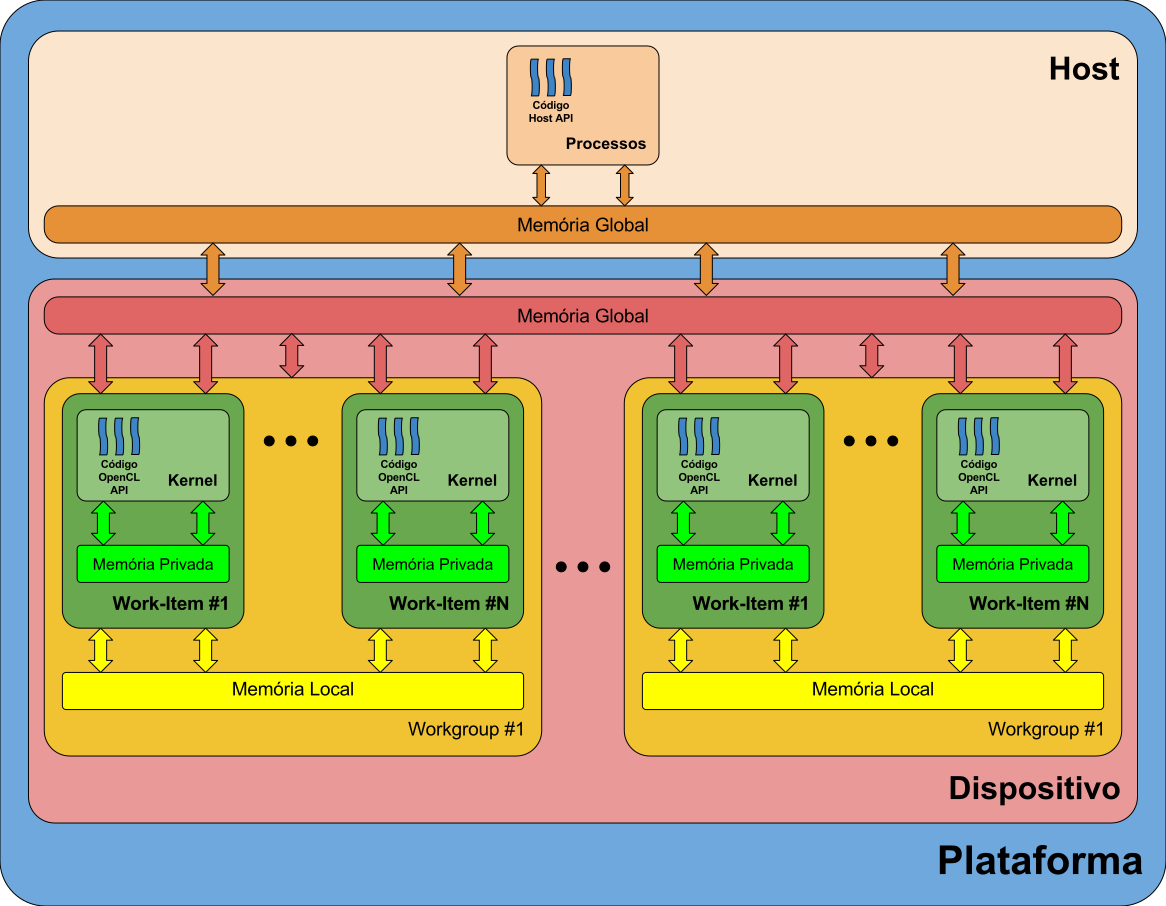 Host
Código
Host API
Processos
Memória Global
Memória Global
Código
OpenCL
API
Kernel
Memória Privada
Work-Item #1
Código
OpenCL
API
Kernel
Memória Privada
Work-Item #N
Memória Local
Workgroup #1
Código
OpenCL
API
Kernel
Memória Privada
Work-Item #1
Código
OpenCL
API
Kernel
Memória Privada
Work-Item #N
Memória Local
Workgroup #1
Dispositivo
Plataforma